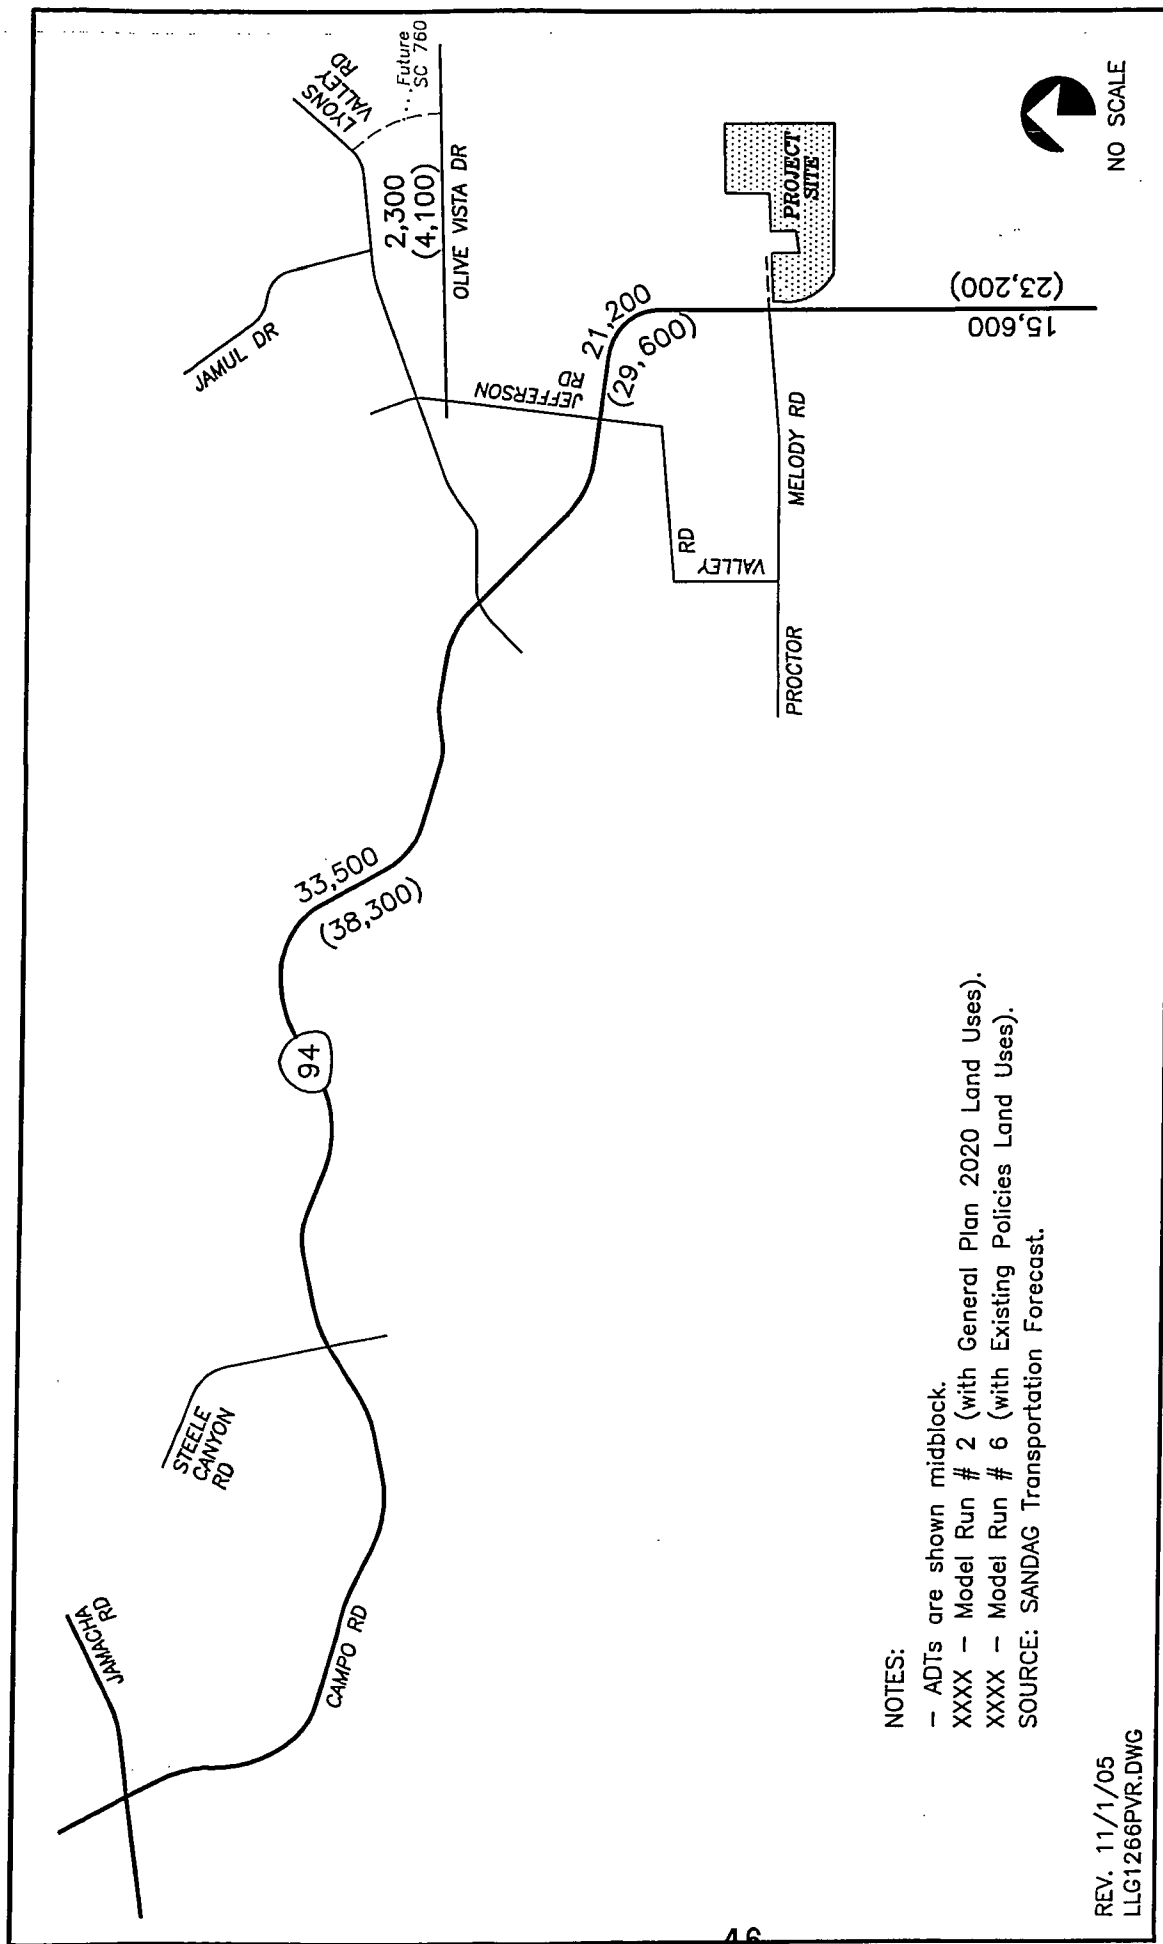 JAMACHA
RD
CAMPO RD
STEELE
CANYON
RD
94
33,500
(38,300)
JAMUL DR
LYONS
VALLEY
RD
...Future
SC 760
2,300
(4,100)
OLIVE VISTA DR
JEFFERSON
RD
21,200
(29,600)
VALLEY
RD
PROCTOR
MELODY RD
PROJECT
SITE
15,600
(23,200)
NO SCALE
NOTES:
- ADTs are shown midblock.
XXXX - Model Run # 2 (with General Plan 2020 Land Uses).
XXXX - Model Run # 6 (with Existing Policies Land Uses).
SOURCE: SANDAG Transportation Forecast.
REV. 11/1/05
LLG1266PVR.DWG